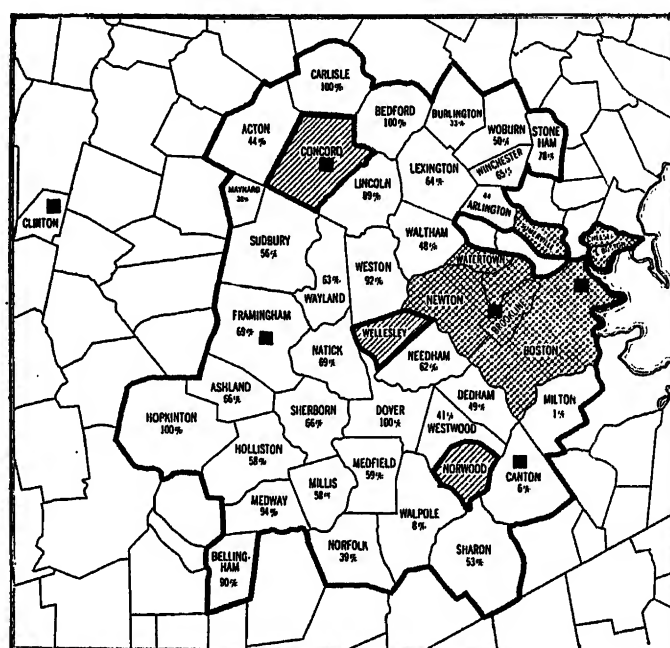 CARLISLE
100%
BEDFORD
100%
BURLINGTON
33%
WOBURN
50%
STONE
HAM
78%
ACTON
44%
CONCORD
LEXINGTON
64%
WINCHESTER
65%
LINCOLN
89%
44
ARLINGTON
MAYNARD
CLINTON
SUDBURY
56%
WALTHAM
48%
WATERTOWN
63%
WAYLAND
WESTON
92%
NEWTON
BROOKLINE
BOSTON
FRAMINGHAM
69%
WELLESLEY
NATICK
69%
NEEDHAM
62%
ASHLAND
66%
DEDHAM
49%
MILTON
1%
HOPKINTON
100%
SHERBORN
66%
DOVER
100%
41%
WESTWOOD
HOLLISTON
58%
MEDFIELD
59%
NORWOOD
CANTON
6%
MILLIS
58%
MEDWAY
94%
WALPOLE
8%
NORFOLK
39%
SHARON
53%
BELLING-
HAM
90%